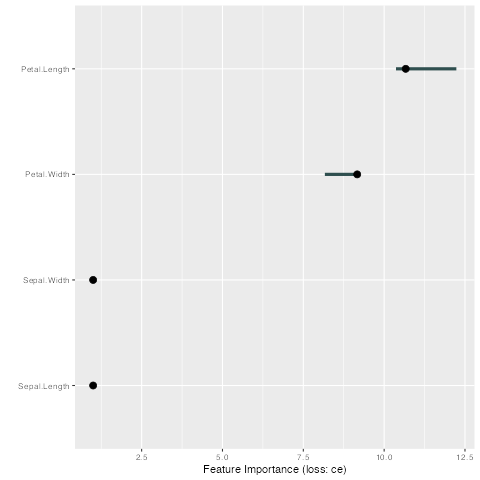 Petal.Length
Petal.Width
Sepal.Width
Sepal.Length
2.5 5.0 7.5 10.0 12.5
Feature Importance (loss: ce)